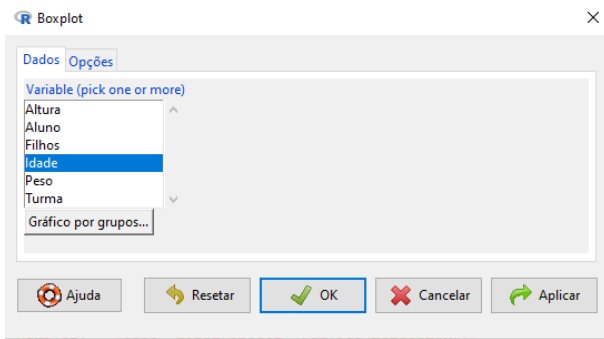 Boxplot
Dados Opções
Variable (pick one or more)
Altura
Aluno
Filhos
Idade
Peso
Turma
Gráfico por grupos...
Ajuda Resetar OK Cancelar Aplicar